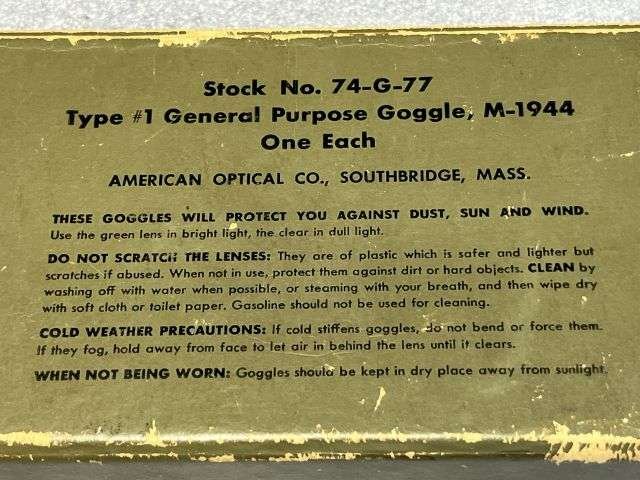 Stock No. 74-G-77
Type #1 General Purpose Goggle, M-1944
One Each
AMERICAN OPTICAL CO., SOUTHBRIDGE, MASS.
THESE GOGGLES WILL PROTECT YOU AGAINST DUST, SUN AND WIND.
Use the green lens in bright light, the clear in dull light.
DO NOT SCRATCH THE LENSES: They are of plastic which is safer and lighter but
scratches if abused. When not in use, protect them against dirt or hard objects. CLEAN by
washing off with water when possible, or steaming with your breath, and then wipe dry
with soft cloth or toilet paper. Gasoline should not be used for cleaning.
COLD WEATHER PRECAUTIONS: If cold stiffens goggles, do not bend or force them.
If they fog, hold away from face to let air in behind the lens until it clears.
WHEN NOT BEING WORN: Goggles should be kept in dry place away from sunlight.